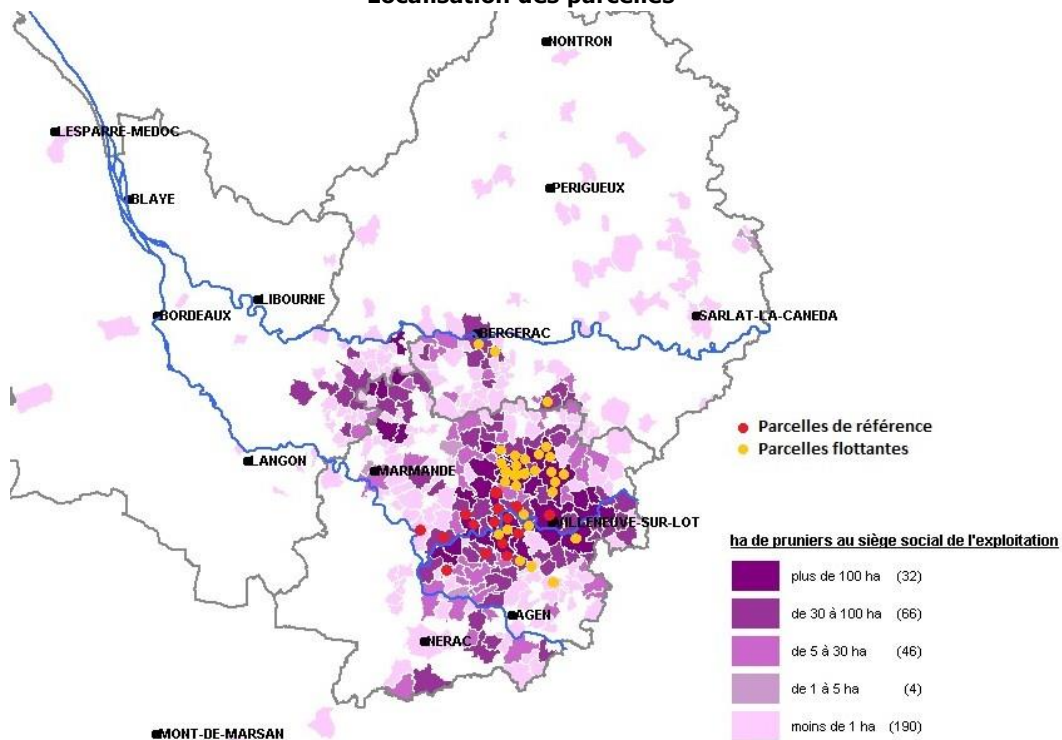 Localisation des parcelles
NONTRON
LESPARRE-MEDOC
PERIGUEUX
BLAYE
LIBOURNE
BORDEAUX
SARLAT-LA-CANEDA
BERGERAC
Parcelles de référence
Parcelles flottantes
LANGON
MARMANDE
VILLENEUVE-SUR-LOT
ha de pruniers au siège social de l'exploitation
plus de 100 ha (32)
de 30 à 100 ha (66)
AGEN
NERAC
de 5 à 30 ha (46)
de 1 à 5 ha (4)
moins de 1 ha (190)
MONT-DE-MARSAN